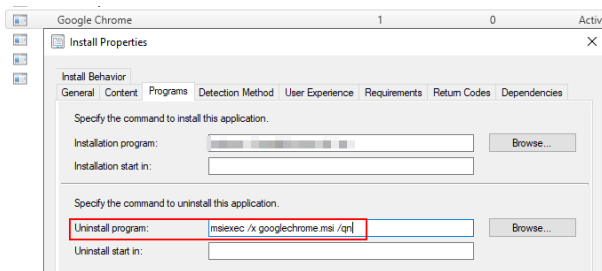 Google Chrome 1 0 Activ
Install Properties
Install Behavior
General Content Programs Detection Method User Experience Requirements Return Codes Dependencies
Specify the command to install this application.
Installation program: Browse...
Installation start in:
Specify the command to uninstall this application.
Uninstall program: msiexec /x googlechrome.msi /qn Browse...
Uninstall start in: